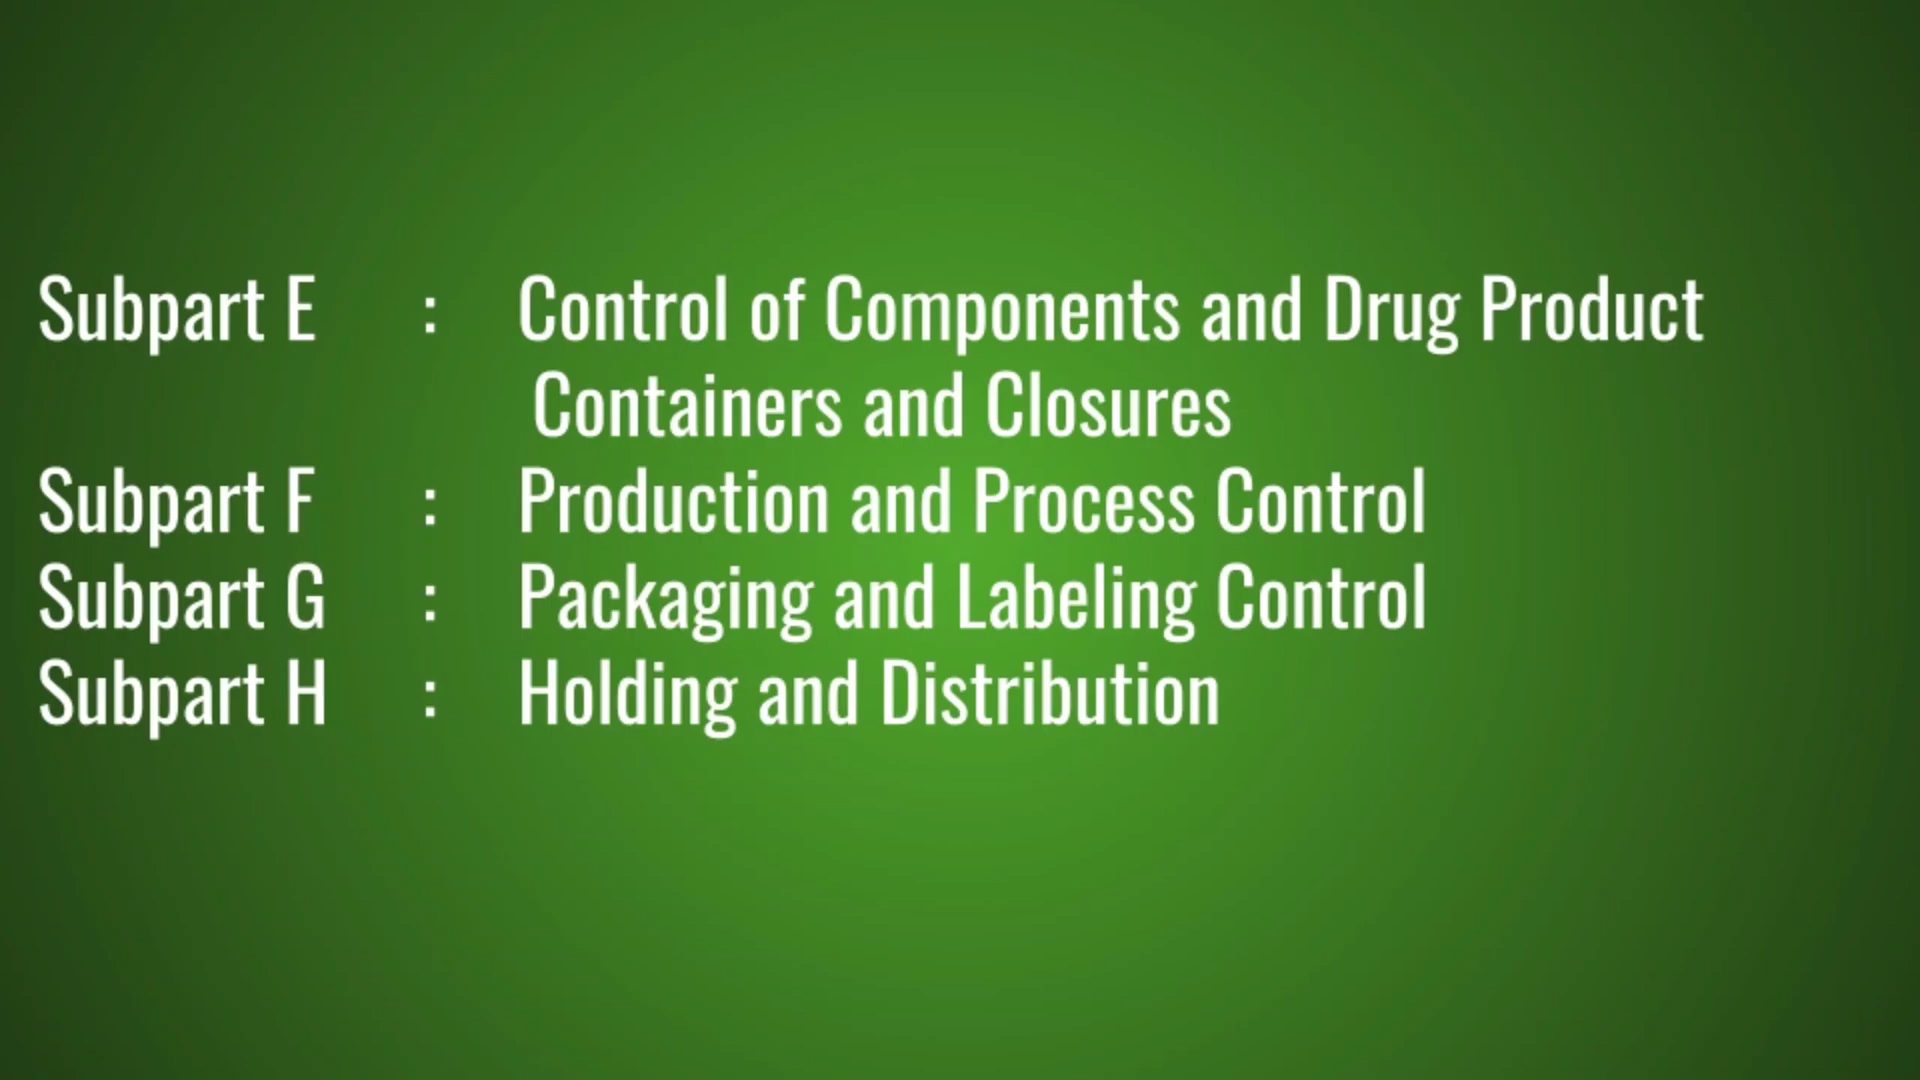 Subpart E : Control of Components and Drug Product
Containers and Closures
Subpart F : Production and Process Control
Subpart G : Packaging and Labeling Control
Subpart H : Holding and Distribution